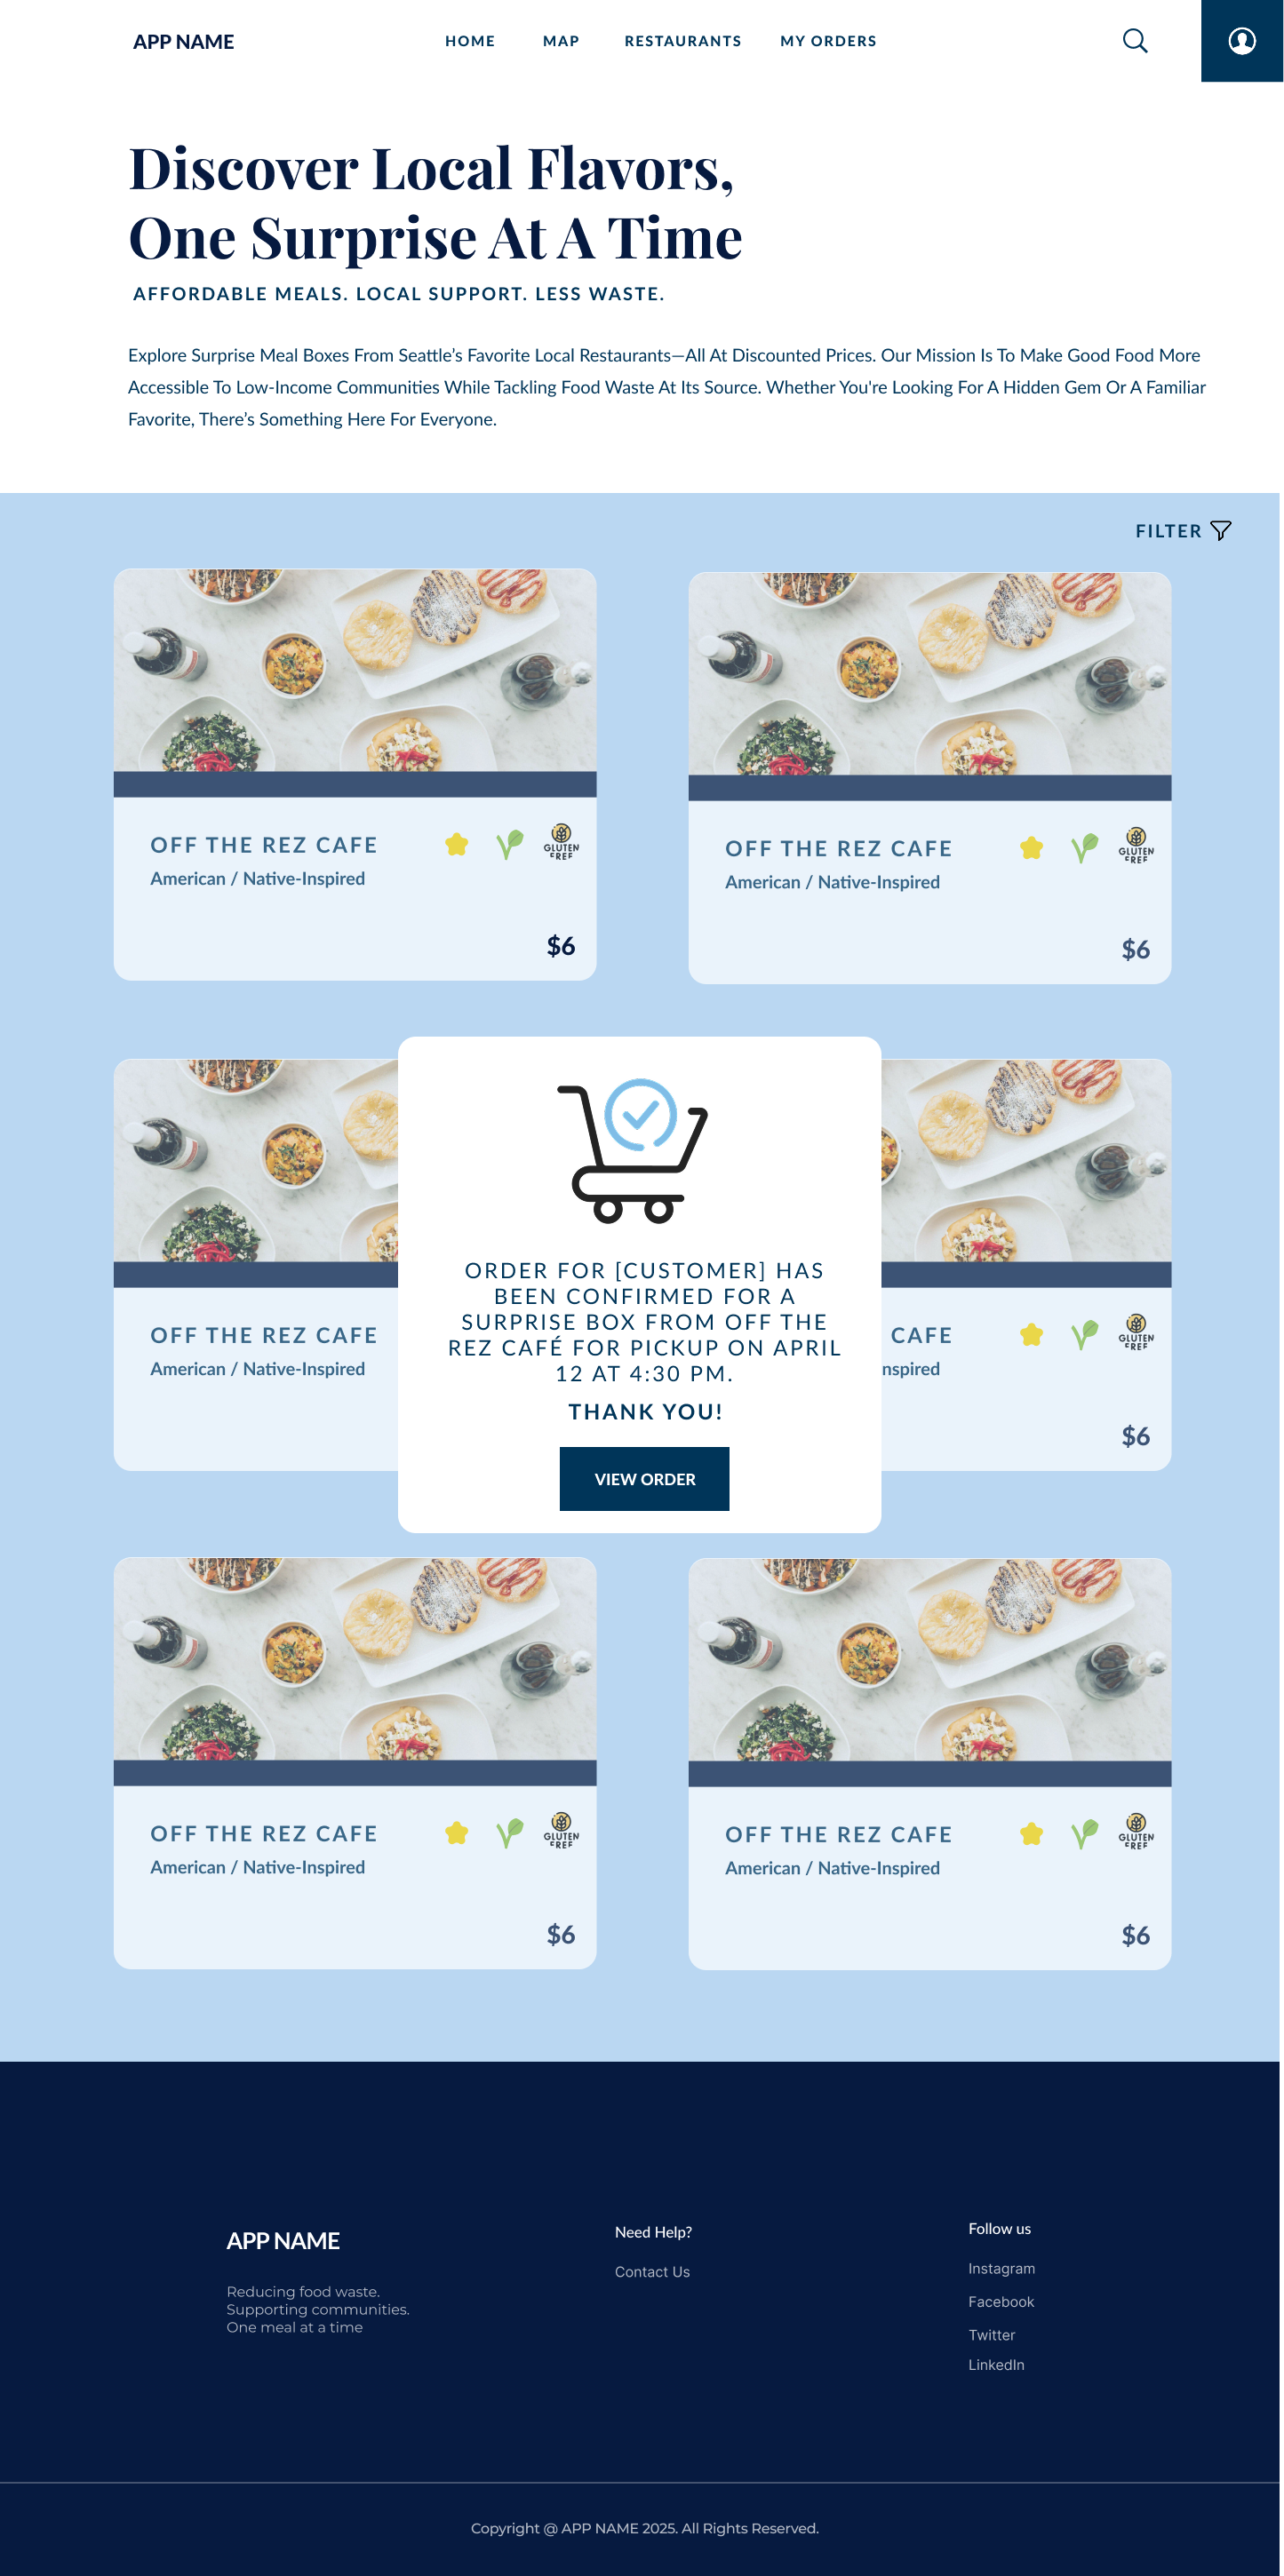 APP NAME
HOME MAP RESTAURANTS MY ORDERS
Discover Local Flavors,
One Surprise At A Time
AFFORDABLE MEALS. LOCAL SUPPORT. LESS WASTE.
Explore Surprise Meal Boxes From Seattle’s Favorite Local Restaurants—All At Discounted Prices. Our Mission Is To Make Good Food More
Accessible To Low-Income Communities While Tackling Food Waste At Its Source. Whether You're Looking For A Hidden Gem Or A Familiar
Favorite, There’s Something Here For Everyone.
FILTER
OFF THE REZ CAFE
GLUTEN
FREE
American / Native-Inspired
$6
OFF THE REZ CAFE
GLUTEN
FREE
American / Native-Inspired
$6
OFF THE REZ CAFE
American / Native-Inspired
CAFE
GLUTEN
FREE
nspired
$6
ORDER FOR [CUSTOMER] HAS
BEEN CONFIRMED FOR A
SURPRISE BOX FROM OFF THE
REZ CAFÉ FOR PICKUP ON APRIL
12 AT 4:30 PM.
THANK YOU!
VIEW ORDER
OFF THE REZ CAFE
GLUTEN
FREE
American / Native-Inspired
$6
OFF THE REZ CAFE
GLUTEN
FREE
American / Native-Inspired
$6
APP NAME
Reducing food waste.
Supporting communities.
One meal at a time
Need Help?
Contact Us
Follow us
Instagram
Facebook
Twitter
LinkedIn
Copyright @ APP NAME 2025. All Rights Reserved.